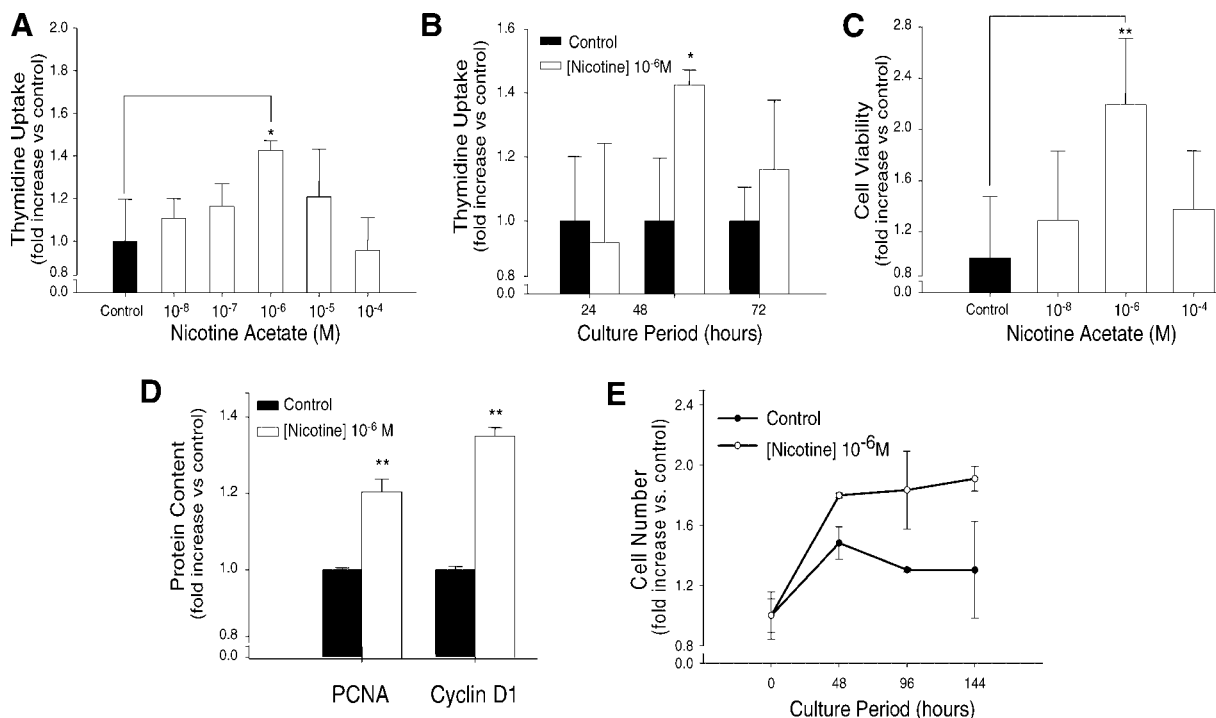 A
Thymidine Uptake
(fold increase vs control)
2.0
1.8
1.6
1.4
1.2
1.0
0.8
0.0
*
Control 10-8 10-7 10-6 10-5 10-4
Nicotine Acetate (M)
B
Thymidine Uptake
(fold increase vs control)
1.6
1.4
1.2
1.0
0.8
0.0
Control
[Nicotine] 10-6M
*
24 48 72
Culture Period (hours)
C
Cell Viability
(fold increase vs control)
2.8
2.4
2.0
1.6
1.2
0.8
0.0
**
Control 10-8 10-6 10-4
Nicotine Acetate (M)
D
Protein Content
(fold increase vs control)
1.4
1.2
1.0
0.8
0.0
Control
[Nicotine] 10-6 M
**
**
PCNA Cyclin D1
E
Cell Number
(fold increase vs. control)
2.4
2.0
1.6
1.2
0.8
0.0
Control
[Nicotine] 10-6M
0 48 96 144
Culture Period (hours)